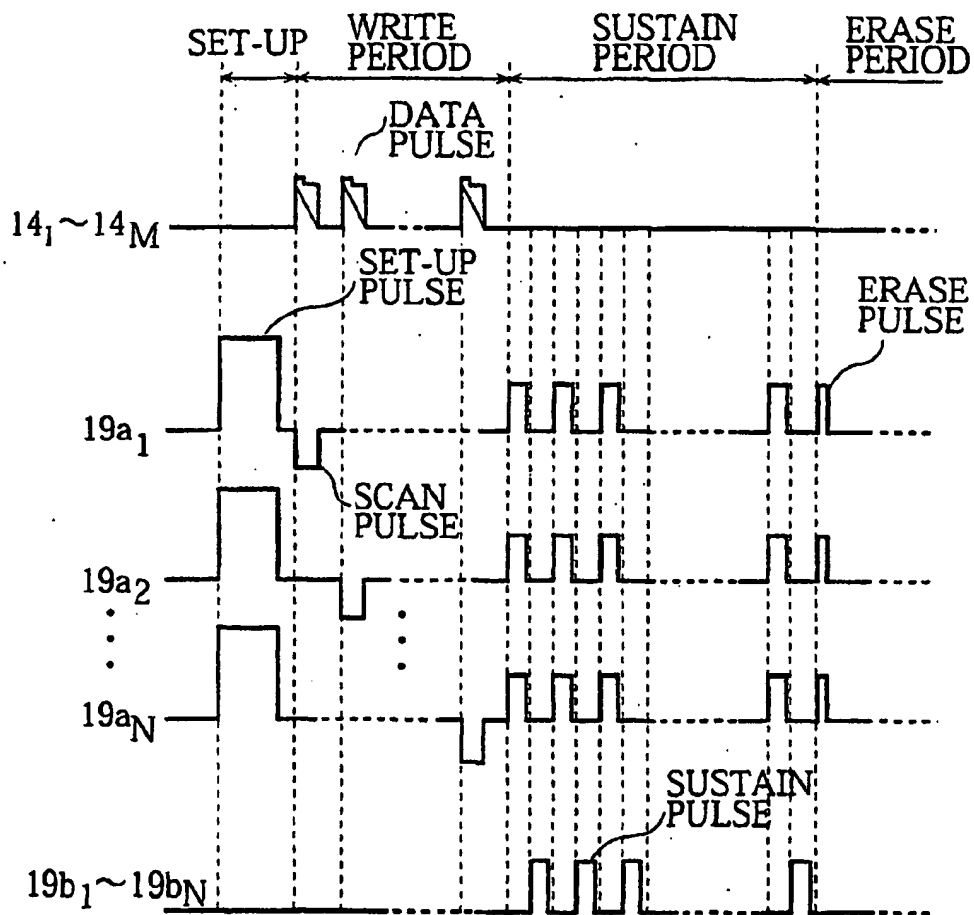 SET-UP
WRITE
PERIOD
SUSTAIN
PERIOD
ERASE
PERIOD
DATA
PULSE
14₁~14M
SET-UP
PULSE
ERASE
PULSE
19a₁
SCAN
PULSE
19a₂
19aN
SUSTAIN
PULSE
19b₁~19bN